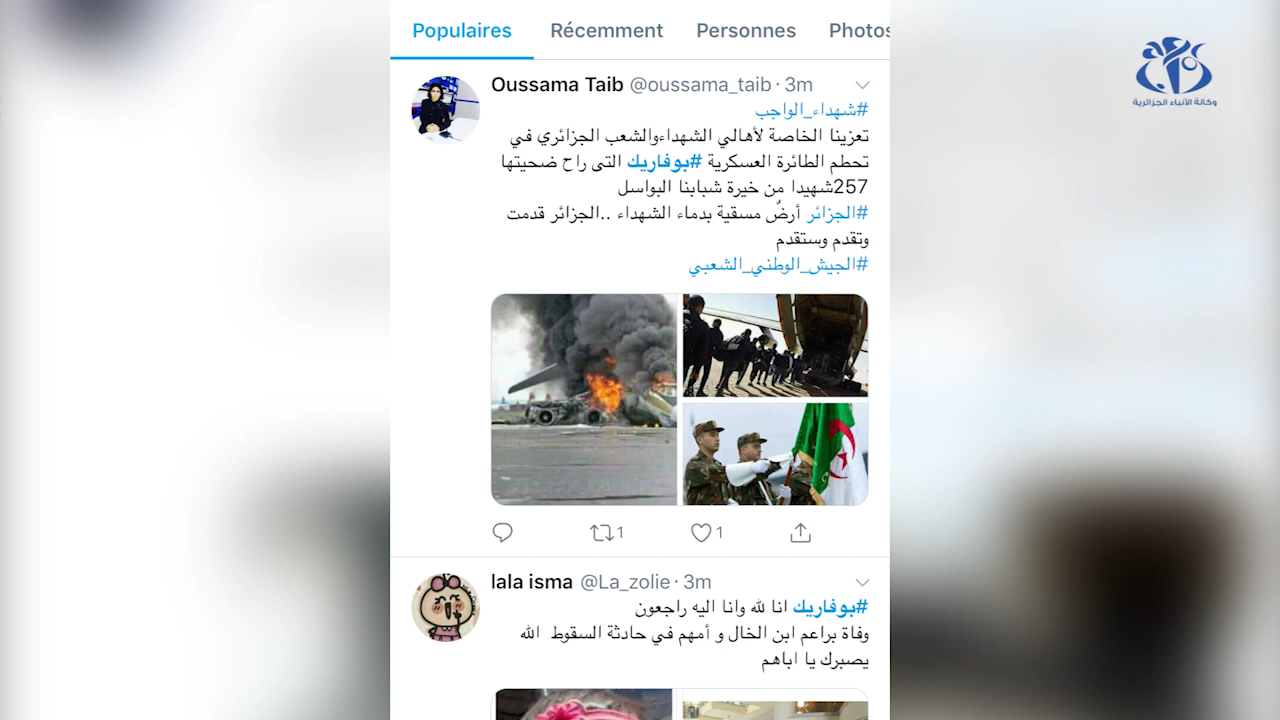 Populaires Récemment Personnes Photos
وكالة الأنباء الجزائرية
Oussama Taib @oussama_taib · 3m
#شهداء_الواجب
تعزينا الخاصة لأهالي الشهداءوالشعب الجزائري في
تحطم الطائرة العسكرية #بوفاريك التى راح ضحيتها
257شهيدا من خيرة شبابنا البواسل
#الجزائر أرضٌ مسقية بدماء الشهداء ..الجزائر قدمت
وتقدم وستقدم
#الجيش_الوطني_الشعبي
1 1
lala isma @La_zolie · 3m
#بوفاريك انا لله وانا اليه راجعون
وفاة براعم ابن الخال و أمهم في حادثة السقوط الله
يصبرك يا اباهم